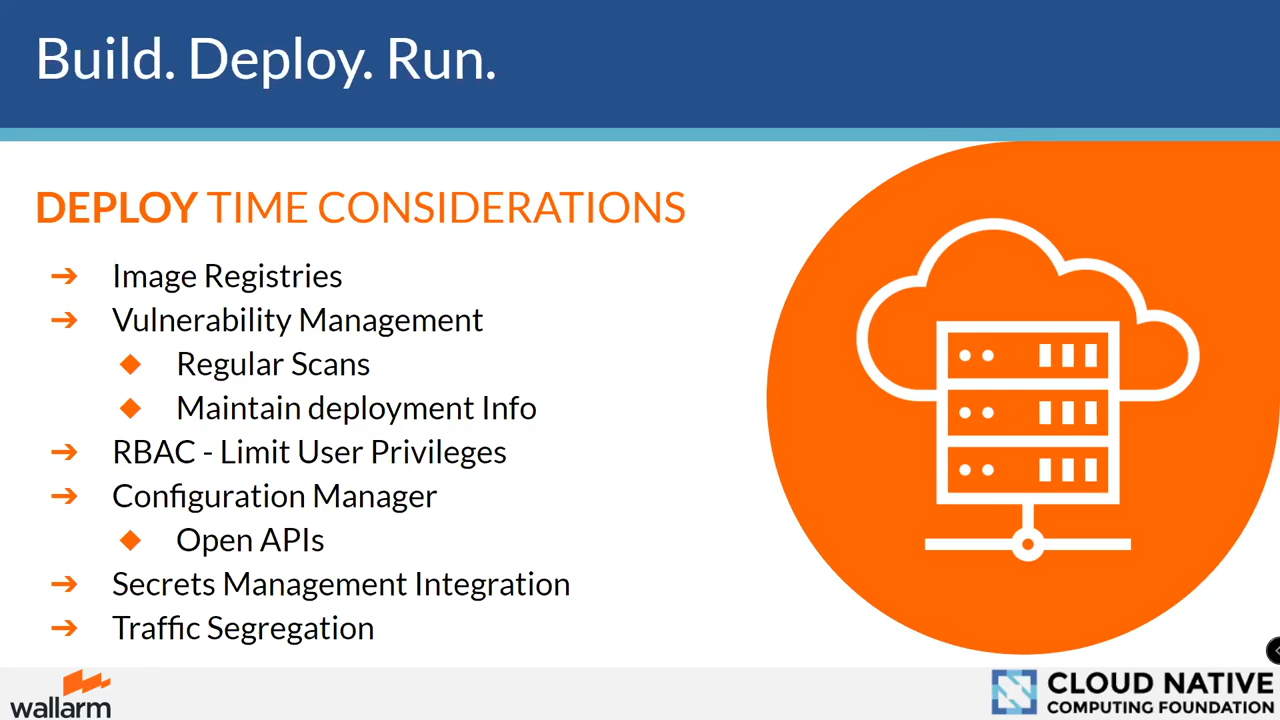 Build. Deploy. Run.
DEPLOY TIME CONSIDERATIONS
➔ Image Registries
➔ Vulnerability Management
◆ Regular Scans
◆ Maintain deployment Info
➔ RBAC - Limit User Privileges
➔ Configuration Manager
◆ Open APIs
➔ Secrets Management Integration
➔ Traffic Segregation
wallarm
CLOUD NATIVE
COMPUTING FOUNDATION